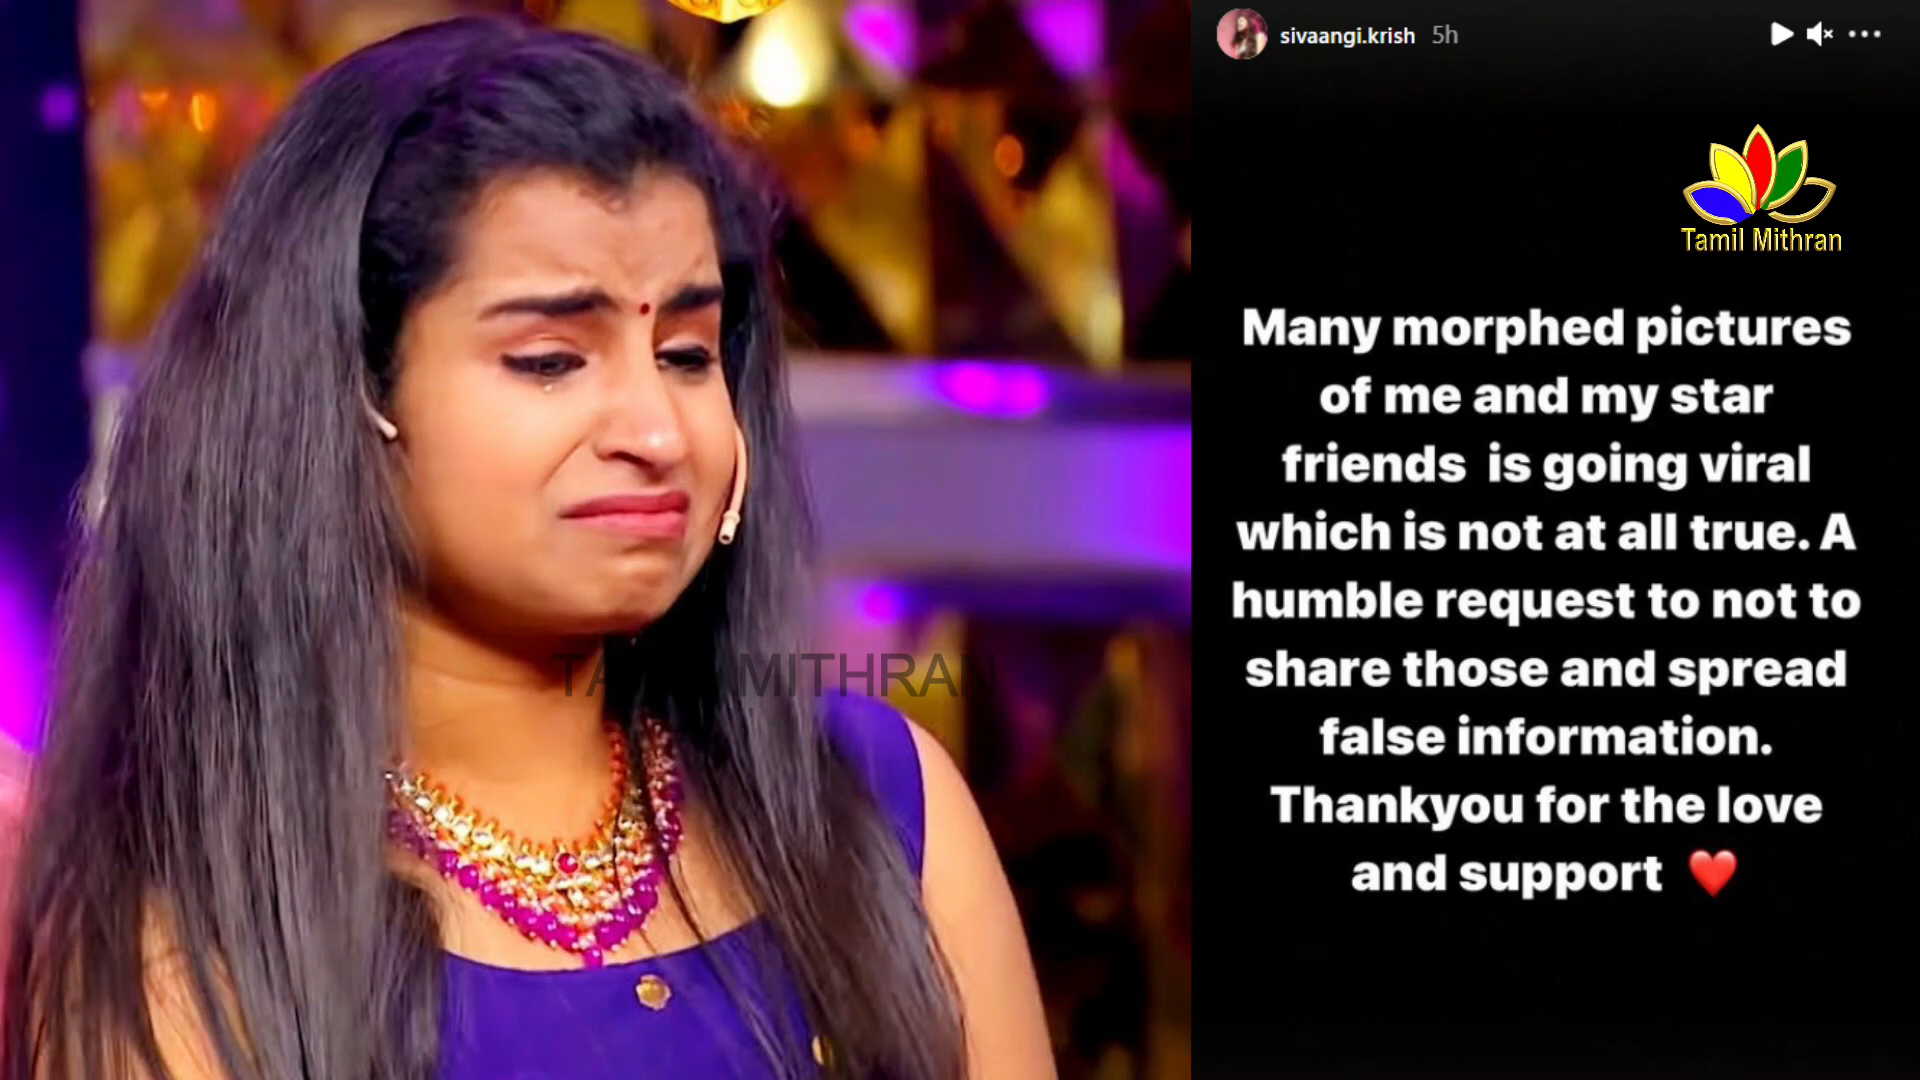 sivaangi.krish 5h
Tamil Mithran
Many morphed pictures
of me and my star
friends is going viral
which is not at all true. A
humble request to not to
share those and spread
false information.
Thankyou for the love
and support ❤️
MITHRAN